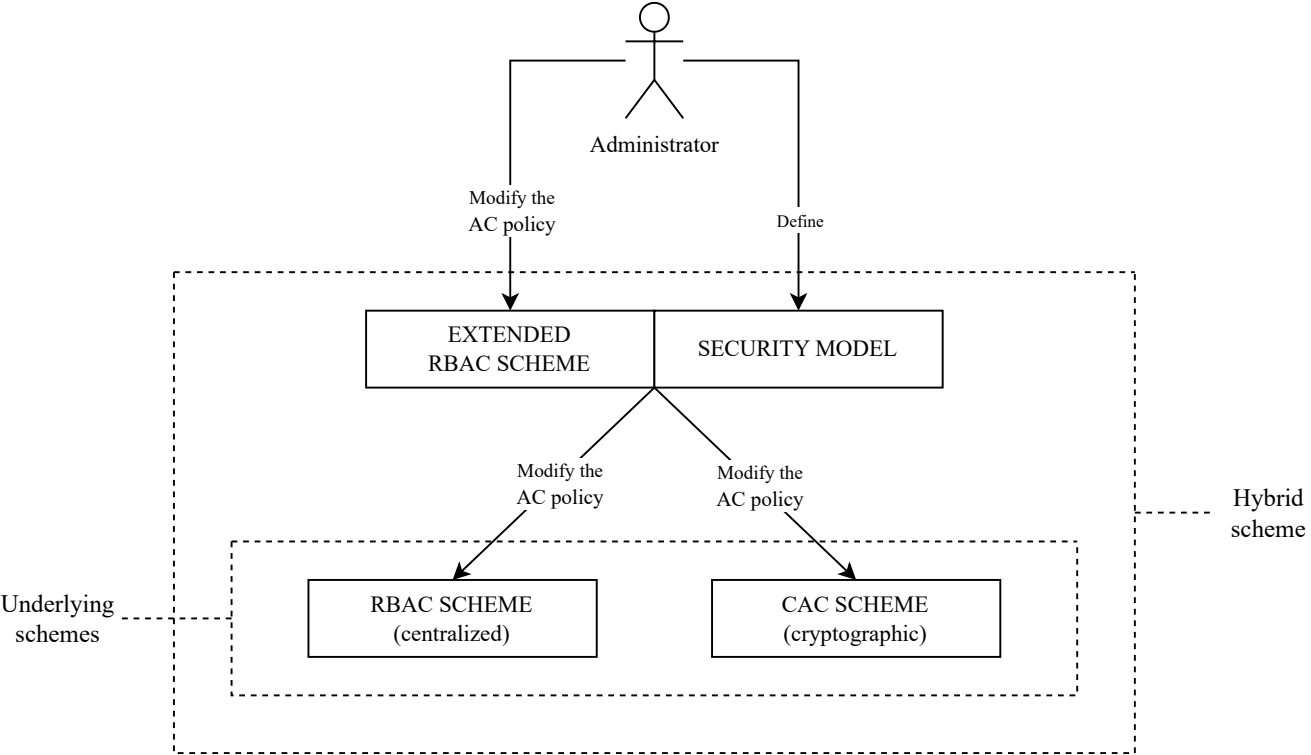 Administrator
Modify the
AC policy
Define
EXTENDED
RBAC SCHEME
SECURITY MODEL
Modify the
AC policy
Modify the
AC policy
Hybrid
scheme
Underlying
schemes
RBAC SCHEME
(centralized)
CAC SCHEME
(cryptographic)